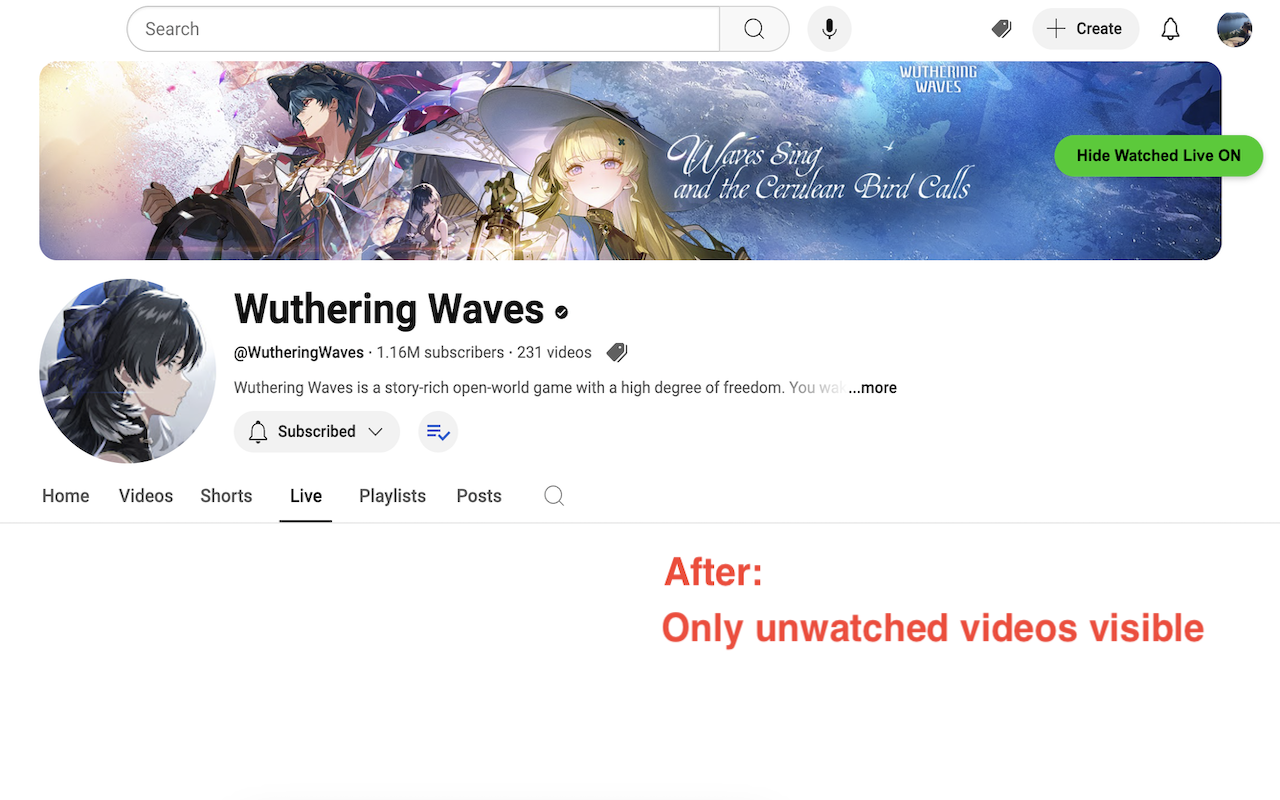 Search
Create
WUTHERING
WAVES
Waves Sing
and the Cerulean Bird Calls
Hide Watched Live ON
Wuthering Waves
@WutheringWaves · 1.16M subscribers · 231 videos
Wuthering Waves is a story-rich open-world game with a high degree of freedom. You wak ...more
Subscribed
Home Videos Shorts Live Playlists Posts
After:
Only unwatched videos visible